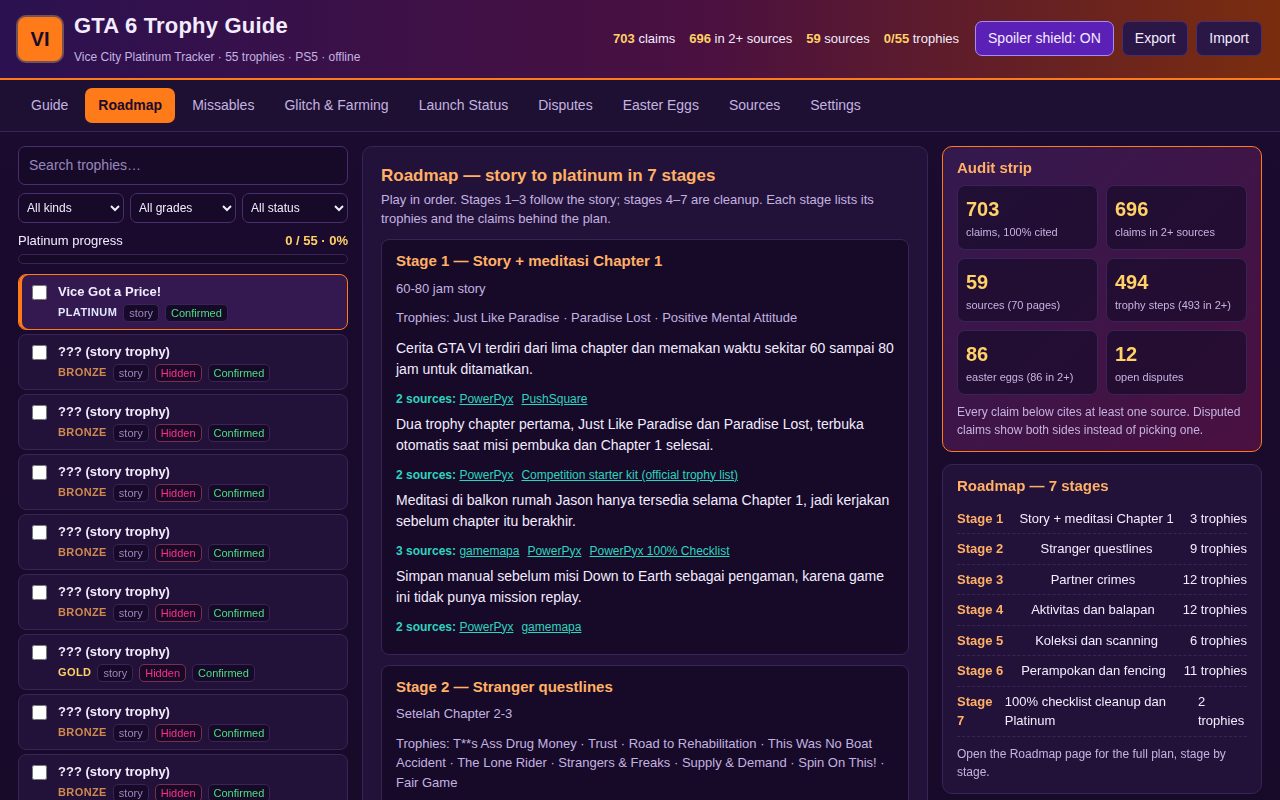 VI
GTA 6 Trophy Guide
Vice City Platinum Tracker · 55 trophies · PS5 · offline
703 claims 696 in 2+ sources 59 sources 0/55 trophies
Spoiler shield: ON
Export
Import
Guide Roadmap Missables Glitch & Farming Launch Status Disputes Easter Eggs Sources Settings
Search trophies…
All kinds All grades All status
Platinum progress 0 / 55 · 0%
Vice Got a Price!
PLATINUM story Confirmed
??? (story trophy)
BRONZE story Hidden Confirmed
??? (story trophy)
BRONZE story Hidden Confirmed
??? (story trophy)
BRONZE story Hidden Confirmed
??? (story trophy)
BRONZE story Hidden Confirmed
??? (story trophy)
BRONZE story Hidden Confirmed
??? (story trophy)
GOLD story Hidden Confirmed
??? (story trophy)
BRONZE story Hidden Confirmed
??? (story trophy)
BRONZE story Hidden Confirmed
Roadmap — story to platinum in 7 stages
Play in order. Stages 1–3 follow the story; stages 4–7 are cleanup. Each stage lists its
trophies and the claims behind the plan.
Stage 1 — Story + meditasi Chapter 1
60-80 jam story
Trophies: Just Like Paradise · Paradise Lost · Positive Mental Attitude
Cerita GTA VI terdiri dari lima chapter dan memakan waktu sekitar 60 sampai 80
jam untuk ditamatkan.
2 sources: PowerPyx PushSquare
Dua trophy chapter pertama, Just Like Paradise dan Paradise Lost, terbuka
otomatis saat misi pembuka dan Chapter 1 selesai.
2 sources: PowerPyx Competition starter kit (official trophy list)
Meditasi di balkon rumah Jason hanya tersedia selama Chapter 1, jadi kerjakan
sebelum chapter itu berakhir.
3 sources: gamemapa PowerPyx PowerPyx 100% Checklist
Simpan manual sebelum misi Down to Earth sebagai pengaman, karena game
ini tidak punya mission replay.
2 sources: PowerPyx gamemapa
Stage 2 — Stranger questlines
Setelah Chapter 2-3
Trophies: T**s Ass Drug Money · Trust · Road to Rehabilitation · This Was No Boat
Accident · The Lone Rider · Strangers & Freaks · Supply & Demand · Spin On This! ·
Fair Game
Audit strip
703
claims, 100% cited
696
claims in 2+ sources
59
sources (70 pages)
494
trophy steps (493 in 2+)
86
easter eggs (86 in 2+)
12
open disputes
Every claim below cites at least one source. Disputed
claims show both sides instead of picking one.
Roadmap — 7 stages
Stage 1 Story + meditasi Chapter 1 3 trophies
Stage 2 Stranger questlines 9 trophies
Stage 3 Partner crimes 12 trophies
Stage 4 Aktivitas dan balapan 12 trophies
Stage 5 Koleksi dan scanning 6 trophies
Stage 6 Perampokan dan fencing 11 trophies
Stage 7 100% checklist cleanup dan Platinum 2 trophies
Open the Roadmap page for the full plan, stage by
stage.